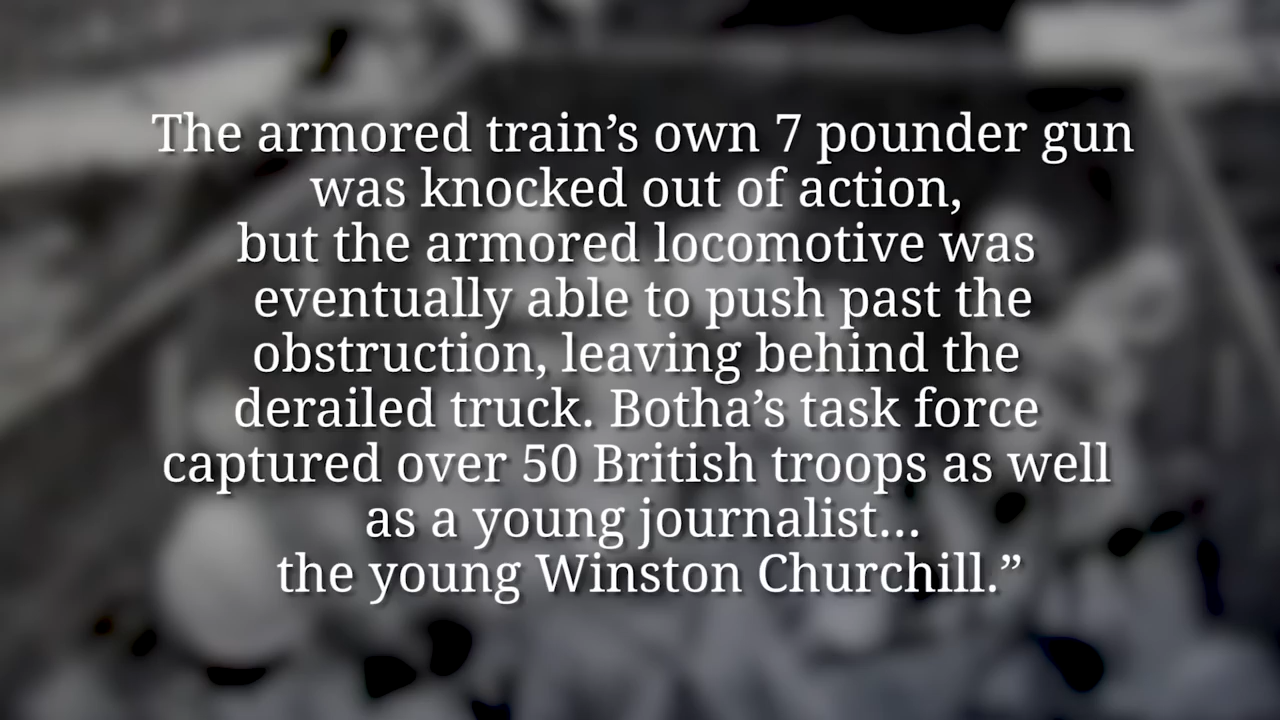 The armored train’s own 7 pounder gun
was knocked out of action,
but the armored locomotive was
eventually able to push past the
obstruction, leaving behind the
derailed truck. Botha’s task force
captured over 50 British troops as well
as a young journalist…
the young Winston Churchill.”